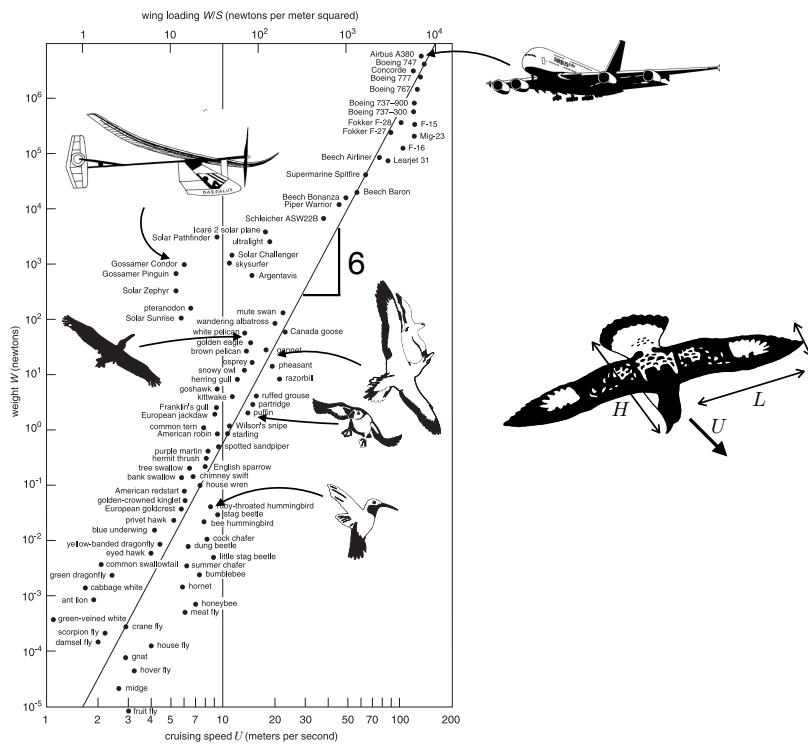 wing loading W/S (newtons per meter squared)
1 10 10² 10³ 10⁴
Airbus A380
Boeing 747
Concorde
Boeing 777
10⁶
Boeing 767
Boeing 737–900
Boeing 737–300
Fokker F-28 F-15
Fokker F-27 Mig-23
F-16
10⁵
Beech Airliner Learjet 31
Supermarine Spitfire
DAEDALUS
Beech Bonanza Beech Baron
Piper Warrior
10⁴
Schleicher ASW22B
Icaré 2 solar plane
Solar Pathfinder ultralight
6
Solar Challenger
Gossamer Condor skysurfer
10³
Gossamer Pinguin Argentavis
Solar Zephyr
pteranodon mute swan
Solar Sunrise wandering albatross
10²
white pelican Canada goose
golden eagle
brown pelican gannet
osprey pheasant
snowy owl
herring gull razorbill
10¹
goshawk ruffed grouse
kittwake partridge
Franklin's gull
European jackdaw puffin
common tern Wilson's snipe
10⁰
American robin starling
purple martin spotted sandpiper
hermit thrush
tree swallow English sparrow
bank swallow chimney swift
10⁻¹
house wren
American redstart
golden-crowned kinglet ruby-throated hummingbird
European goldcrest stag beetle
privet hawk bee hummingbird
blue underwing
10⁻²
yellow-banded dragonfly cock chafer
eyed hawk dung beetle
common swallowtail little stag beetle
summer chafer
green dragonfly bumblebee
cabbage white hornet
10⁻³
ant lion honeybee
meat fly
green-veined white crane fly
scorpion fly
damsel fly house fly
10⁻⁴
gnat
hover fly
midge
10⁻⁵
fruit fly
1 2 3 4 5 6 7 8 9 10 20 30 40 50 60 70 80 100 200
cruising speed U (meters per second)
weight W (newtons)
H L
U